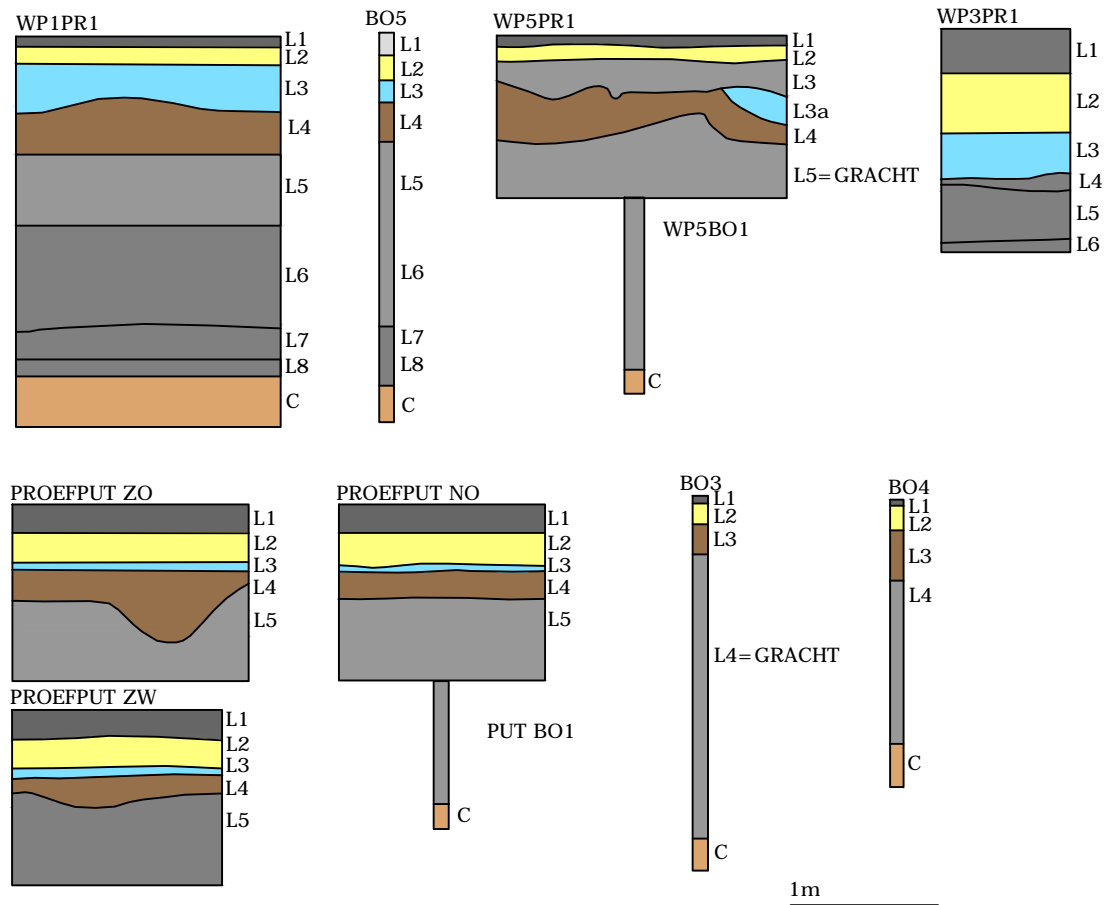 WP1PR1
L1
L2
L3
L4
L5
L6
L7
L8
C
BO5
L1
L2
L3
L4
L5
L6
L7
L8
C
WP5PR1
L1
L2
L3
L3a
L4
L5=GRACHT
WP5BO1
C
WP3PR1
L1
L2
L3
L4
L5
L6
PROEFPUT ZO
L1
L2
L3
L4
L5
PROEFPUT NO
L1
L2
L3
L4
L5
PUT BO1
C
BO3
L1
L2
L3
L4=GRACHT
C
BO4
L1
L2
L3
L4
C
PROEFPUT ZW
L1
L2
L3
L4
L5
1m